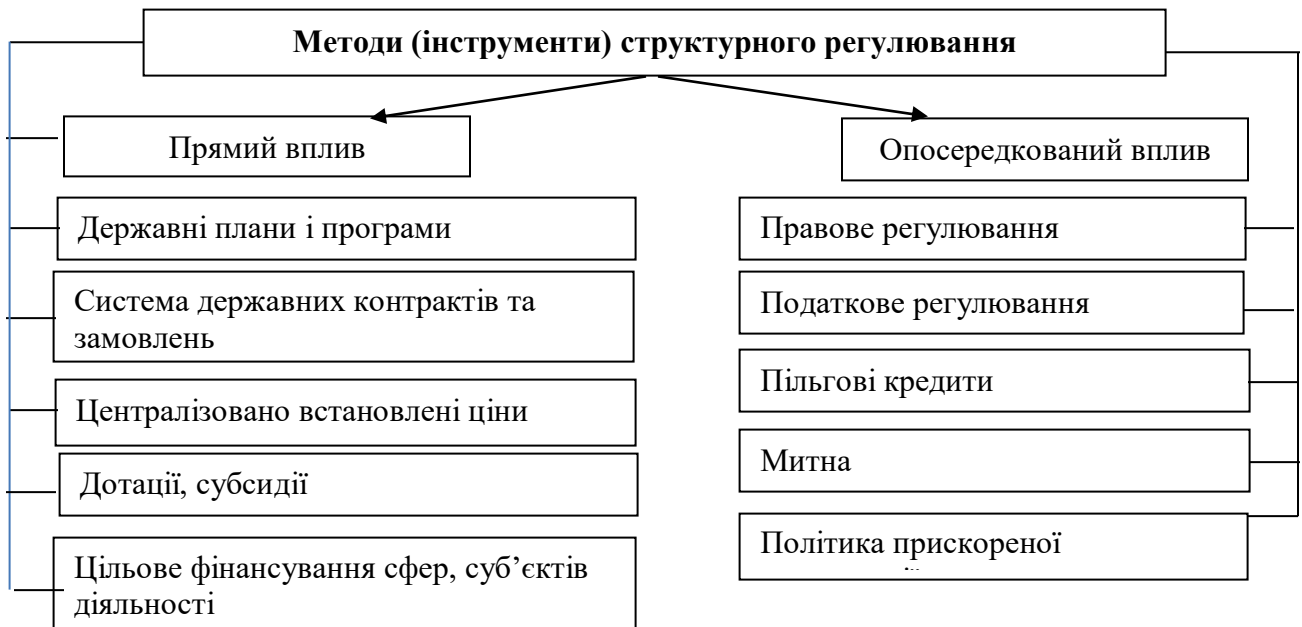 Методи (інструменти) структурного регулювання
Прямий вплив
Опосередкований вплив
Державні плани і програми
Система державних контрактів та
замовлень
Централізовано встановлені ціни
Дотації, субсидії
Цільове фінансування сфер, суб’єктів
діяльності
Правове регулювання
Податкове регулювання
Пільгові кредити
Митна
Політика прискореної